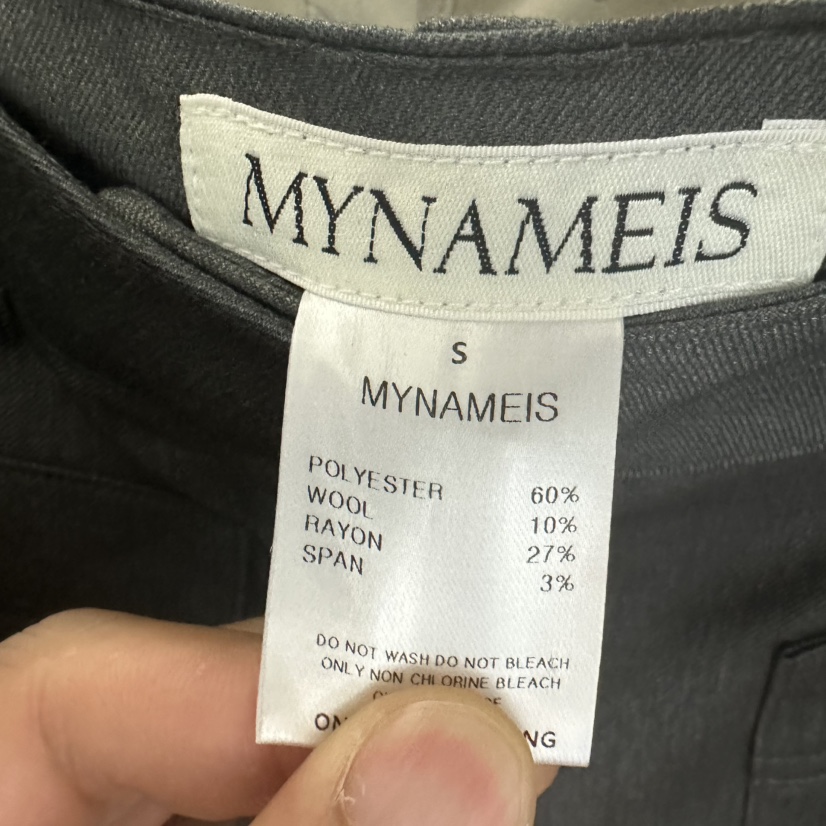 MYNAMEIS
S
MYNAMEIS
POLYESTER 60%
WOOL 10%
RAYON 27%
SPAN 3%
DO NOT WASH DO NOT BLEACH
ONLY NON CHLORINE BLEACH